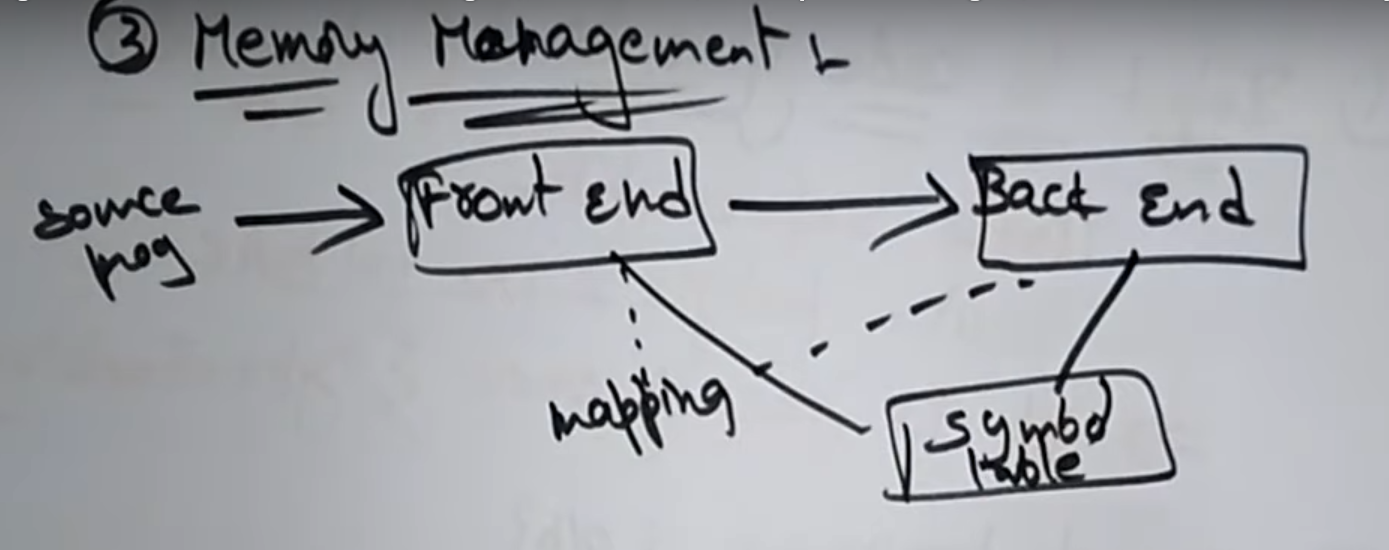 ③ Memory Management :-
source
prog
Front End
Back End
mapping
symbol
table